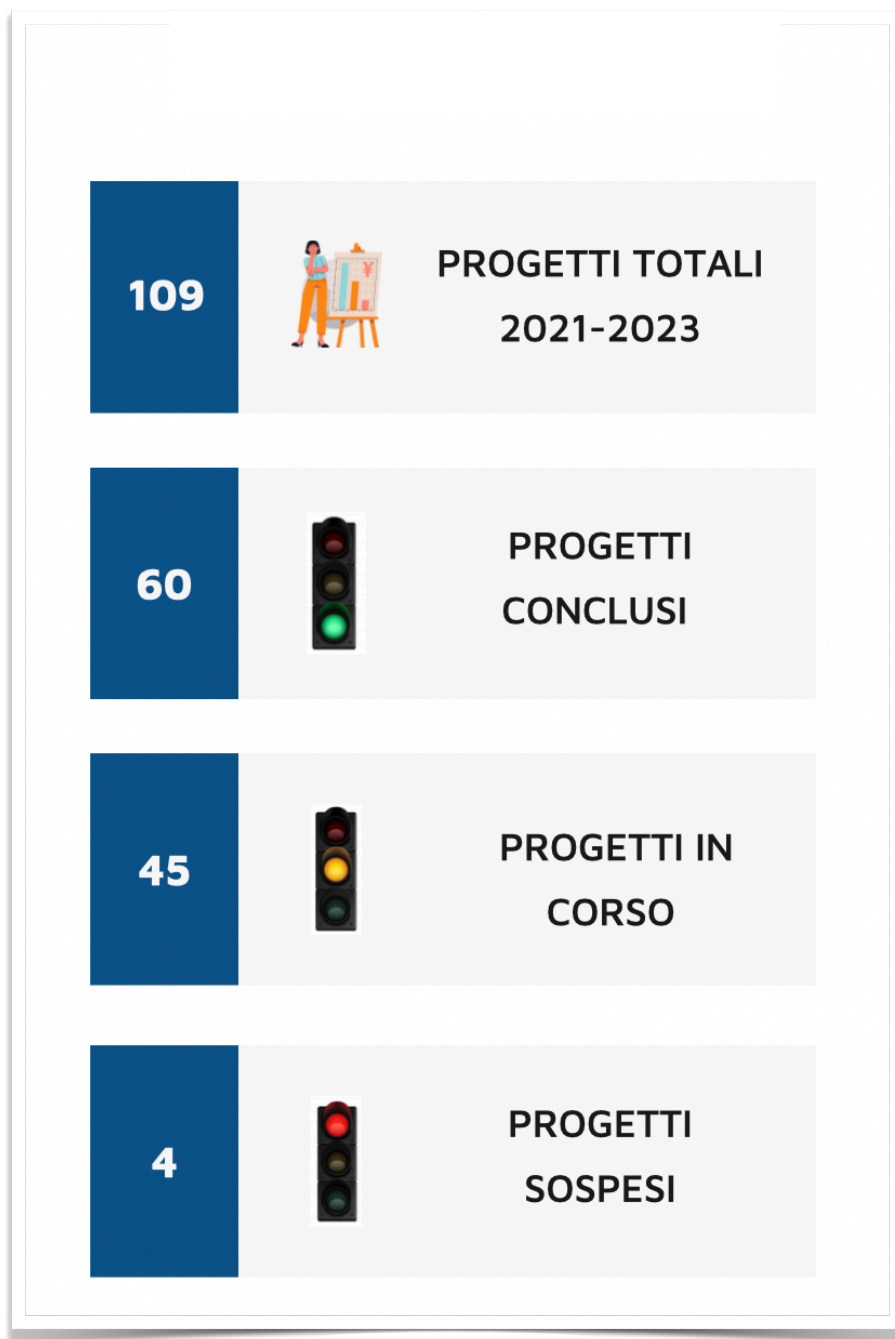 109
PROGETTI TOTALI
2021-2023
¥
60
PROGETTI
CONCLUSI
45
PROGETTI IN
CORSO
4
PROGETTI
SOSPESI